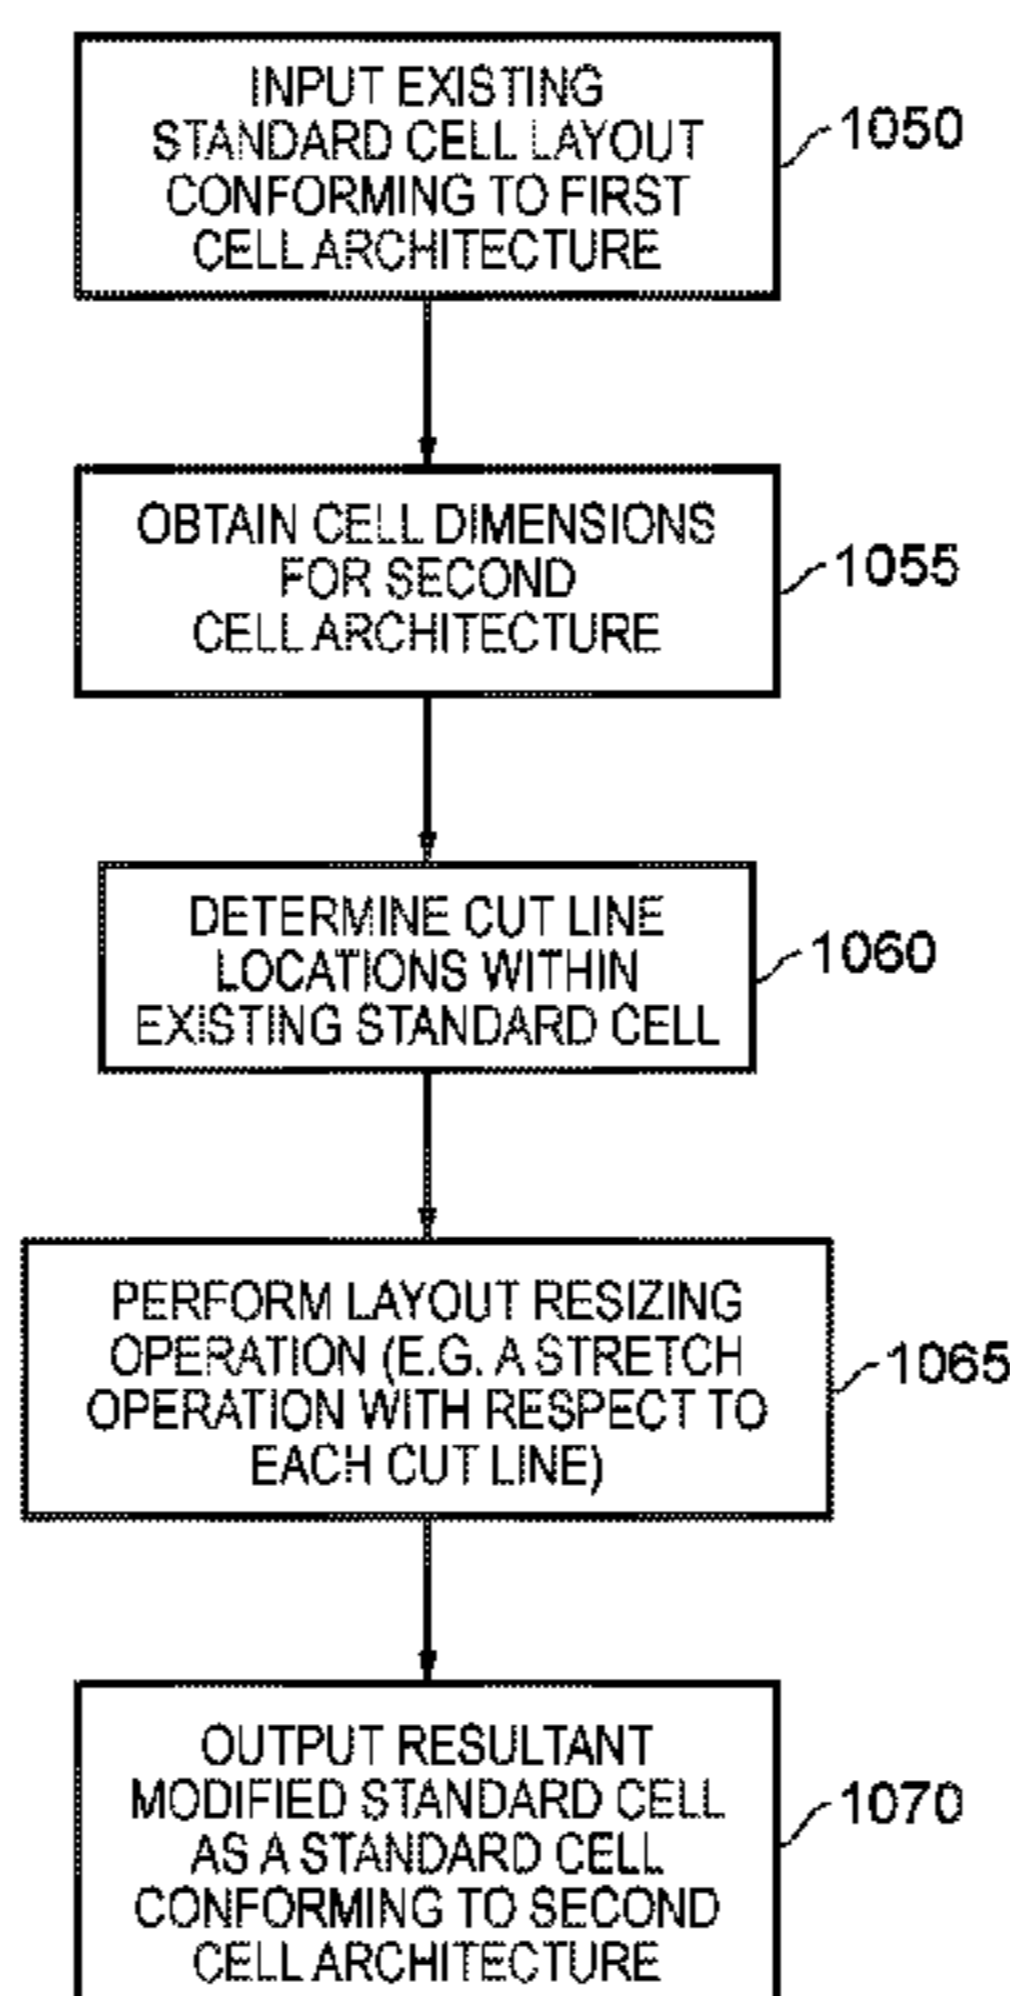 INPUT EXISTING
STANDARD CELL LAYOUT
CONFORMING TO FIRST
CELL ARCHITECTURE
1050
OBTAIN CELL DIMENSIONS
FOR SECOND
CELL ARCHITECTURE
1055
DETERMINE CUT LINE
LOCATIONS WITHIN
EXISTING STANDARD CELL
1060
PERFORM LAYOUT RESIZING
OPERATION (E.G. A STRETCH
OPERATION WITH RESPECT TO
EACH CUT LINE)
1065
OUTPUT RESULTANT
MODIFIED STANDARD CELL
AS A STANDARD CELL
CONFORMING TO SECOND
CELL ARCHITECTURE
1070